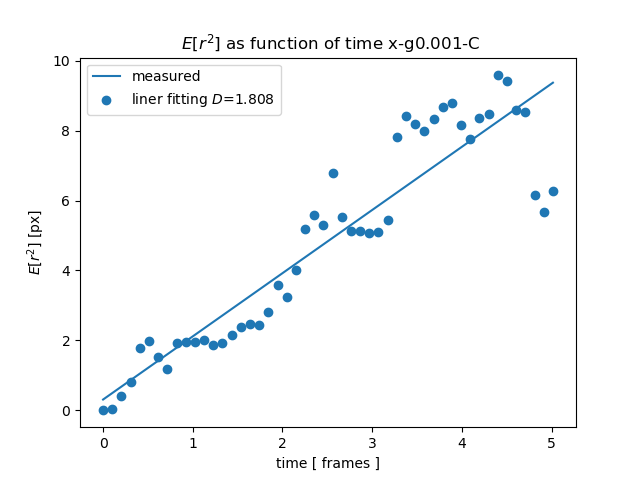 E[r²] as function of time x-g0.001-C
measured
liner fitting D=1.808
10
8
6
4
2
0
E[r²] [px]
0 1 2 3 4 5
time [ frames ]